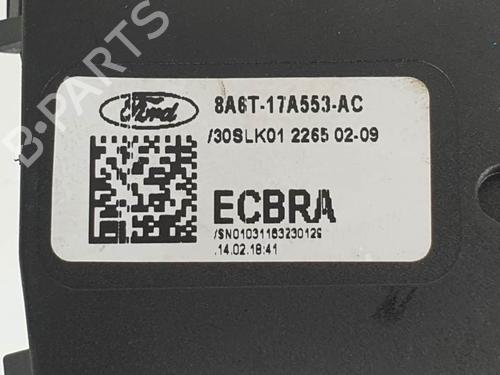 Ford
8A6T-17A553-AC
/30SLK01 2265 02-09
ECBRA
/SN01031163230129
.14.02.18:41
B-Parts